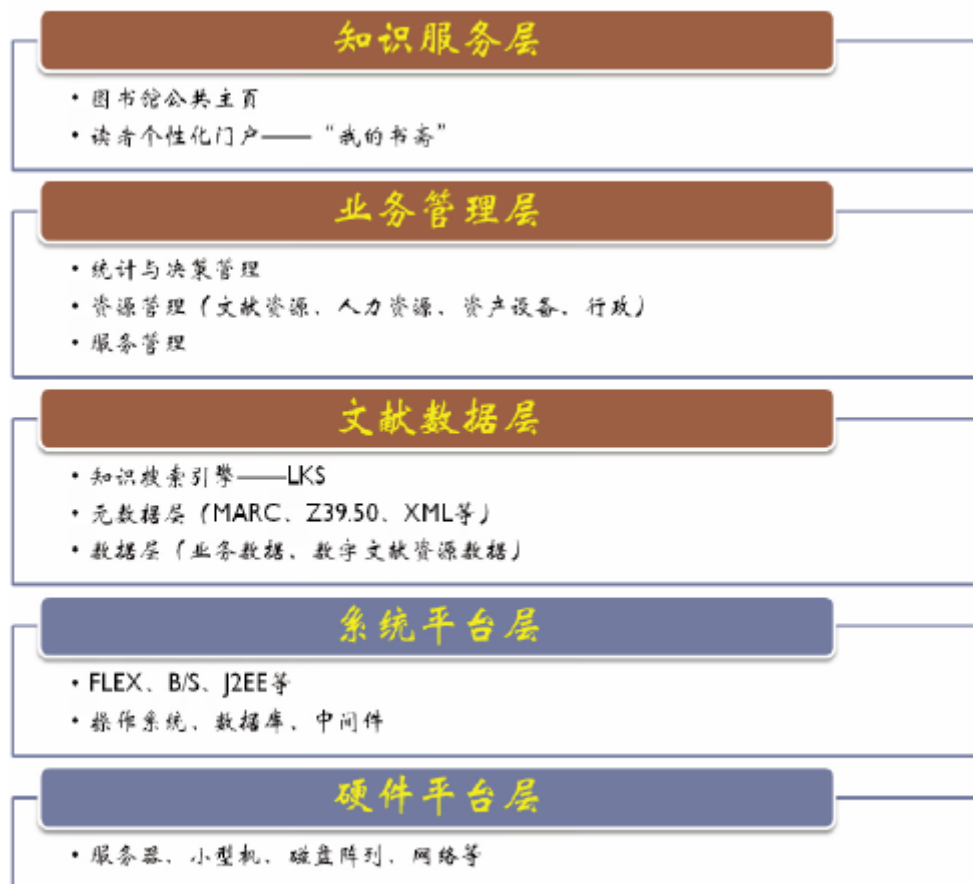 知识服务层
• 图书馆公共主页
• 读者个性化门户——“我的书斋”
业务管理层
• 统计与决策管理
• 资源管理（文献资源、人力资源、资产设备、行政）
• 服务管理
文献数据层
• 知识搜索引擎——LKS
• 元数据层（MARC、Z39.50、XML等）
• 数据层（业务数据、数字文献资源数据）
系统平台层
• FLEX、B/S、J2EE等
• 操作系统、数据库、中间件
硬件平台层
• 服务器、小型机、磁盘阵列、网络等